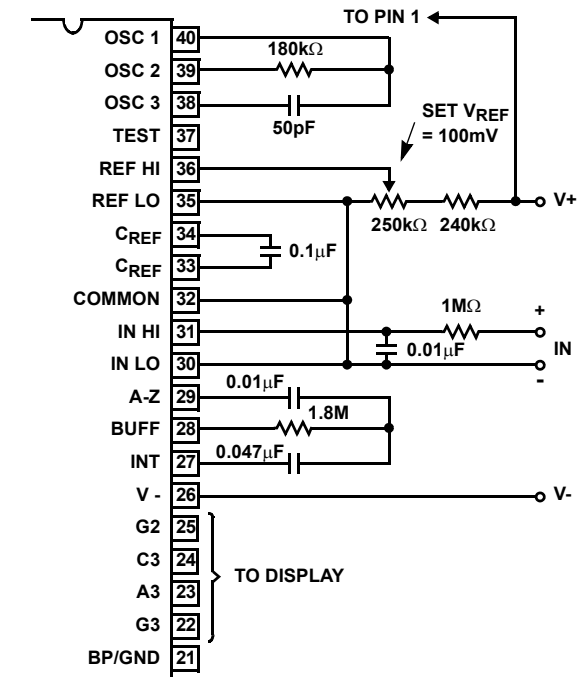 TO PIN 1
OSC 1 40
180kΩ
OSC 2 39
OSC 3 38
50pF
SET VREF
= 100mV
TEST 37
REF HI 36
REF LO 35
V+
250kΩ 240kΩ
CREF 34
0.1µF
CREF 33
COMMON 32
1MΩ
+
IN HI 31
0.01µF
IN
IN LO 30
-
0.01µF
A-Z 29
1.8M
BUFF 28
0.047µF
INT 27
V - 26
V-
G2 25
C3 24
TO DISPLAY
A3 23
G3 22
BP/GND 21